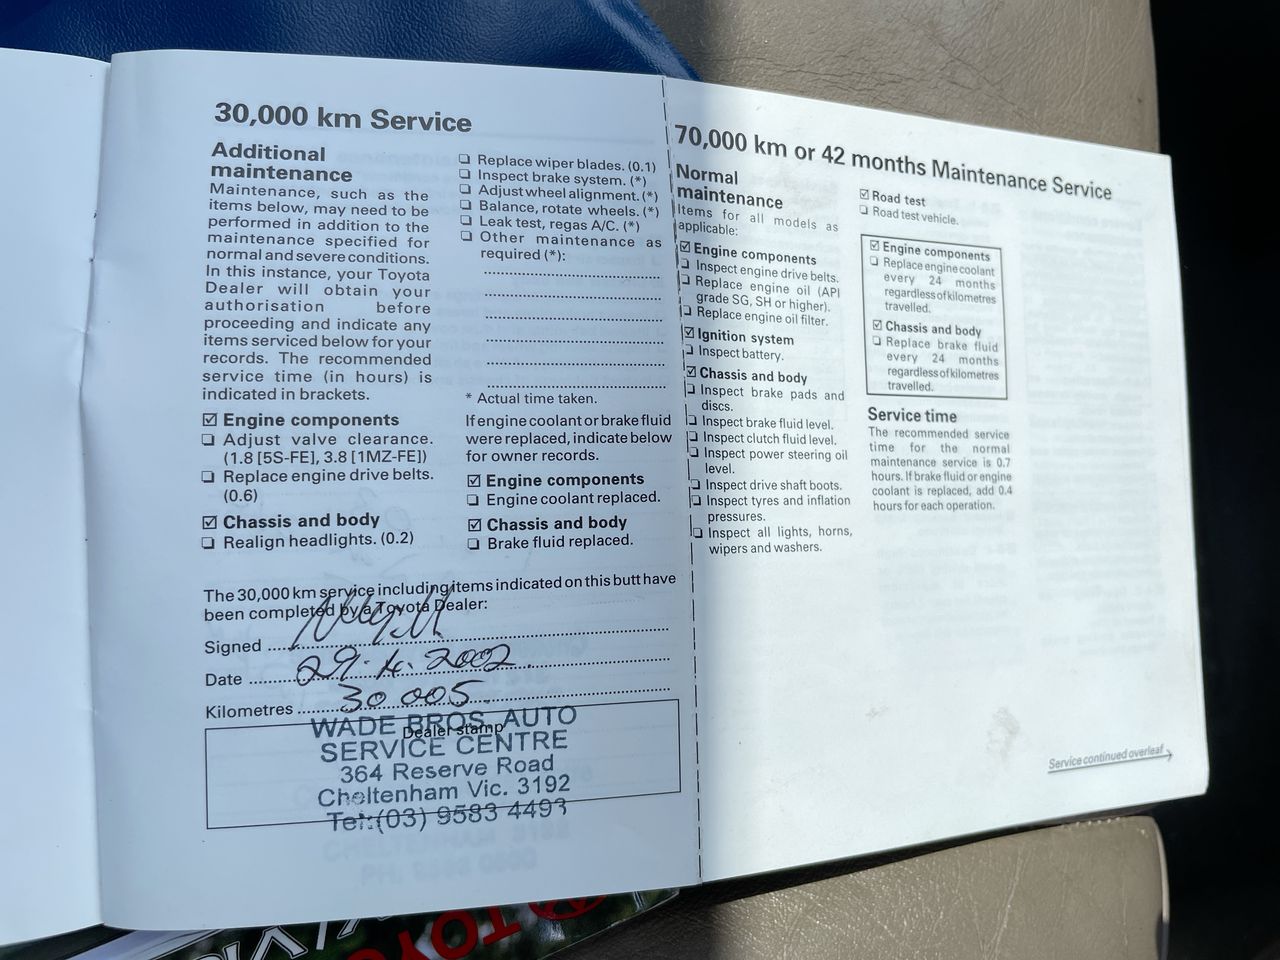 30,000 km Service
Additional
maintenance
Maintenance, such as the
items below, may need to be
performed in addition to the
maintenance specified for
normal and severe conditions.
In this instance, your Toyota
Dealer will obtain your
authorisation before
proceeding and indicate any
items serviced below for your
records. The recommended
service time (in hours) is
indicated in brackets.
☑ Engine components
❏ Adjust valve clearance.
(1.8 [5S-FE], 3.8 [1MZ-FE])
❏ Replace engine drive belts.
(0.6)
☑ Chassis and body
❏ Realign headlights. (0.2)
❏ Replace wiper blades. (0.1)
❏ Inspect brake system. (*)
❏ Adjust wheel alignment. (*)
❏ Balance, rotate wheels. (*)
❏ Leak test, regas A/C. (*)
❏ Other maintenance as
required (*):
* Actual time taken.
If engine coolant or brake fluid
were replaced, indicate below
for owner records.
☑ Engine components
❏ Engine coolant replaced.
☑ Chassis and body
❏ Brake fluid replaced.
The 30,000 km service including items indicated on this butt have
been completed by a Toyota Dealer:
Signed
Date 29.4.2002.
Kilometres 30 005.
Dealer stamp
WADE BROS. AUTO
SERVICE CENTRE
364 Reserve Road
Cheltenham Vic. 3192
Tel:(03) 9583 4493
70,000 km or 42 months Maintenance Service
Normal
maintenance
Items for all models as
applicable:
☑ Engine components
❏ Inspect engine drive belts.
❏ Replace engine oil (API
grade SG, SH or higher).
❏ Replace engine oil filter.
☑ Ignition system
❏ Inspect battery.
☑ Chassis and body
❏ Inspect brake pads and
discs.
❏ Inspect brake fluid level.
❏ Inspect clutch fluid level.
❏ Inspect power steering oil
level.
❏ Inspect drive shaft boots.
❏ Inspect tyres and inflation
pressures.
❏ Inspect all lights, horns,
wipers and washers.
☑ Road test
❏ Road test vehicle.
☑ Engine components
❏ Replace engine coolant
every 24 months
regardless of kilometres
travelled.
☑ Chassis and body
❏ Replace brake fluid
every 24 months
regardless of kilometres
travelled.
Service time
The recommended service
time for the normal
maintenance service is 0.7
hours. If brake fluid or engine
coolant is replaced, add 0.4
hours for each operation.
Service continued overleaf